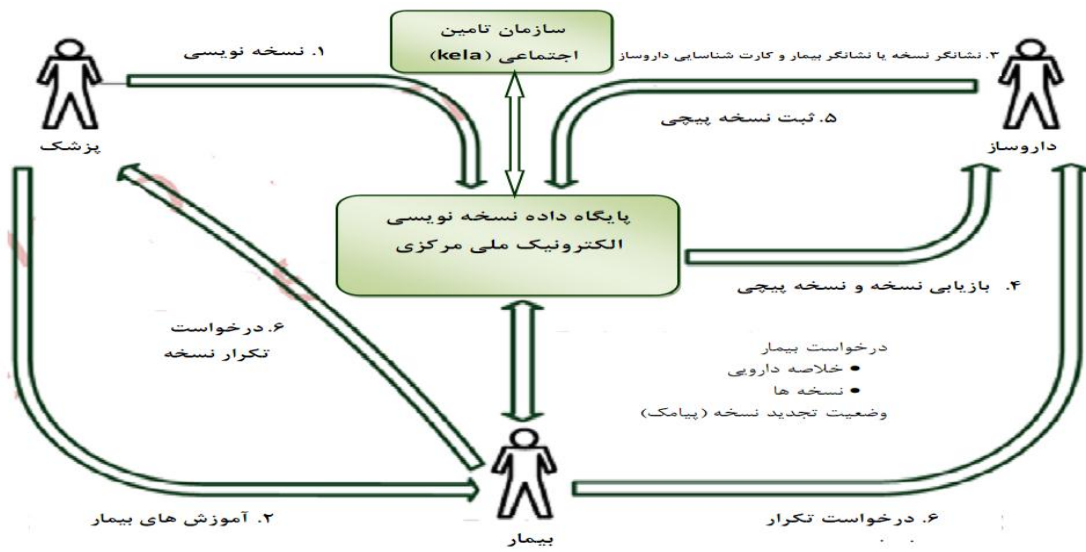 سازمان تامین
اجتماعی (kela)
۱. نسخه نویسی
۳. نشانگر نسخه یا نشانگر بیمار و کارت شناسایی داروساز
۵. ثبت نسخه پیچی
پزشک
داروساز
پایگاه داده نسخه نویسی
الکترونیک ملی مرکزی
۴. بازیابی نسخه و نسخه پیچی
۶. درخواست
تکرار نسخه
درخواست بیمار
• خلاصه دارویی
• نسخه ها
وضعیت تجدید نسخه (پیامک)
۲. آموزش های بیمار
۶. درخواست تکرار
بیمار